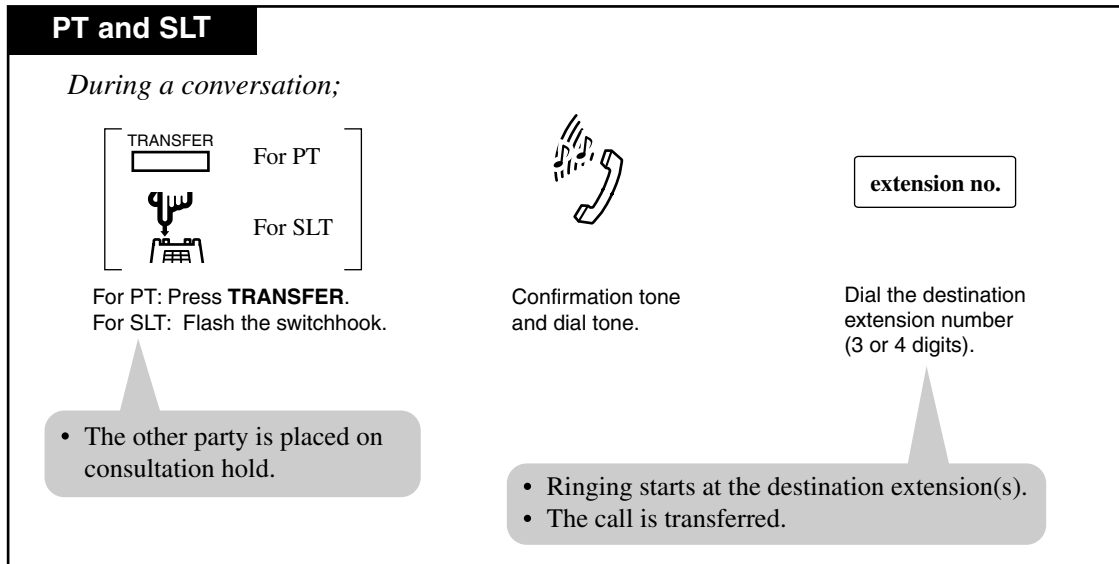 PT and SLT
During a conversation;
TRANSFER
For PT
For SLT
For PT: Press TRANSFER.
For SLT: Flash the switchhook.
• The other party is placed on
consultation hold.
Confirmation tone
and dial tone.
extension no.
Dial the destination
extension number
(3 or 4 digits).
• Ringing starts at the destination extension(s).
• The call is transferred.